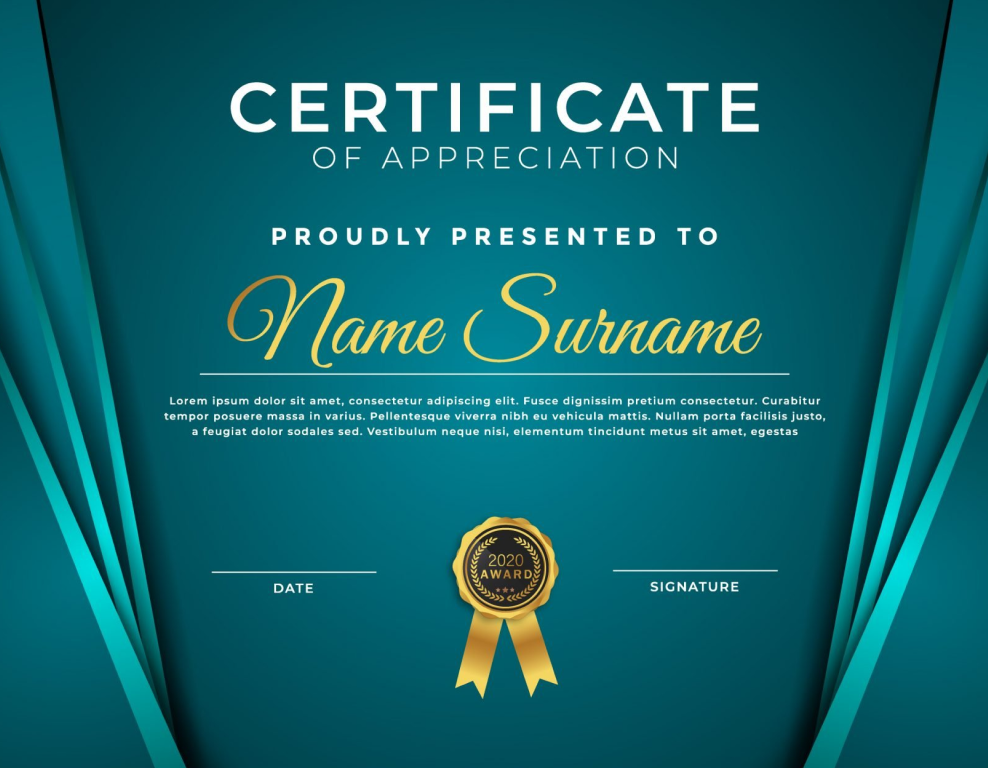 CERTIFICATE
OF APPRECIATION
PROUDLY PRESENTED TO
Name Surname
Lorem ipsum dolor sit amet, consectetur adipiscing elit. Fusce dignissim pretium consectetur. Curabitur
tempor posuere massa in varius. Pellentesque viverra nibh eu vehicula mattis. Nullam porta facilisis justo,
a feugiat dolor sodales sed. Vestibulum neque nisi, elementum tincidunt metus sit amet, egestas
2020
AWARD
DATE
SIGNATURE